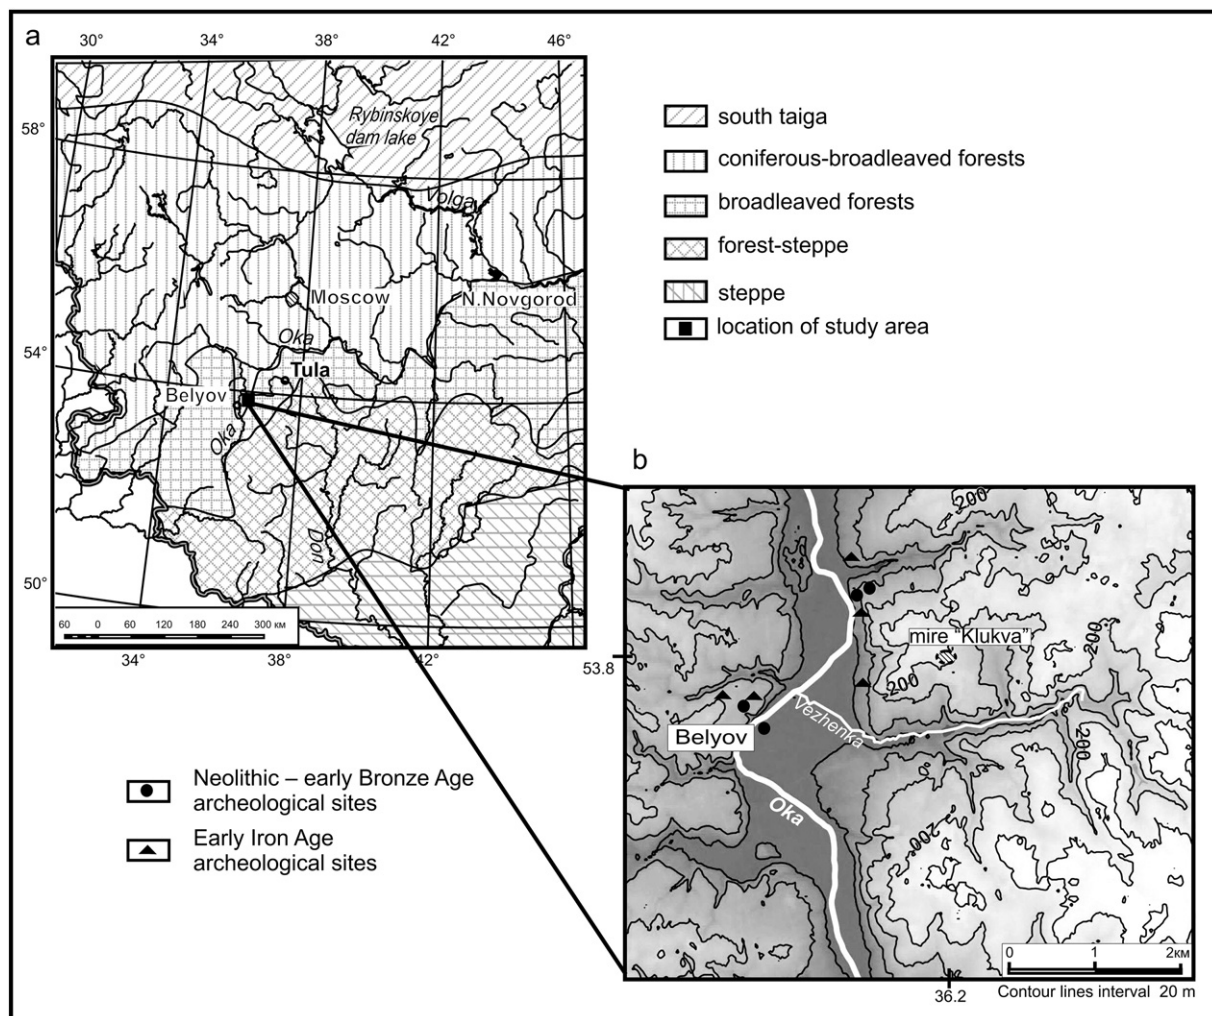 a
30° 34° 38° 42° 46°
58°
54°
50°
Rybinskoye
dam lake
Volga
Moscow
N.Novgorod
Oka
Tula
Belyov
Oka
Don
60 0 60 120 180 240 300 км
34° 38° 42°
south taiga
coniferous-broadleaved forests
broadleaved forests
forest-steppe
steppe
location of study area
b
53.8
200
mire "Klukva"
200
200
Vezhenka
200
Belyov
Oka
200
0 1 2км
36.2
Contour lines interval 20 m
Neolithic – early Bronze Age
archeological sites
Early Iron Age
archeological sites